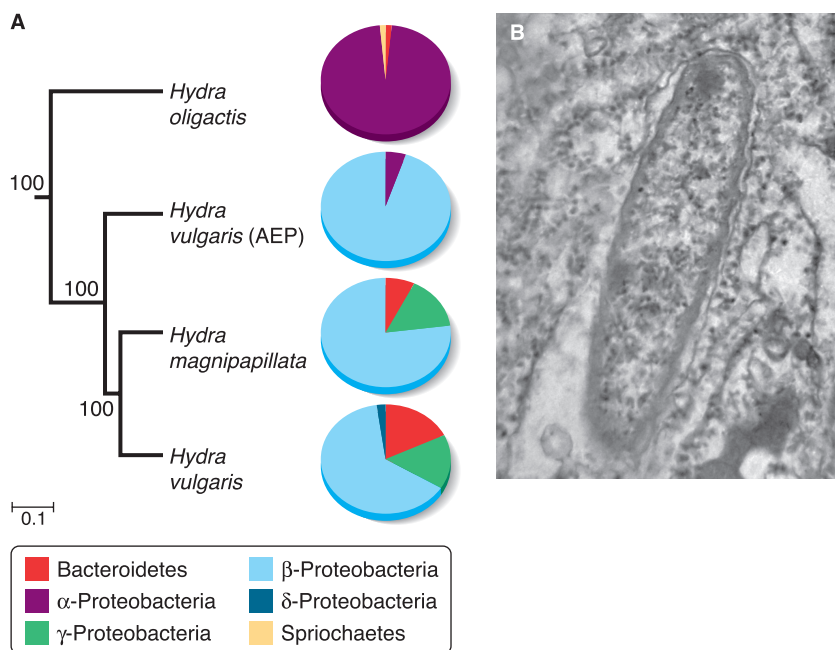 A
B
Hydra
oligactis
100
Hydra
vulgaris (AEP)
100
Hydra
magnipapillata
100
Hydra
vulgaris
0.1
Bacteroidetes
β-Proteobacteria
α-Proteobacteria
δ-Proteobacteria
γ-Proteobacteria
Spriochaetes